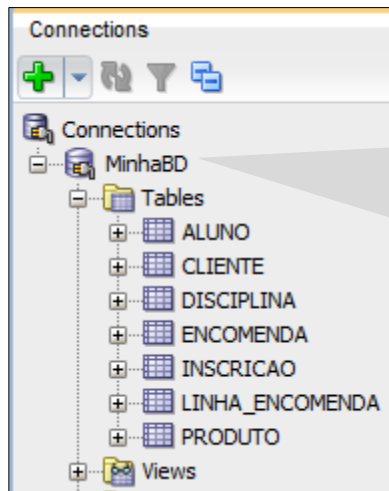 Connections
Connections
MinhaBD
Tables
ALUNO
CLIENTE
DISCIPLINA
ENCOMENDA
INSCRICAO
LINHA_ENCOMENDA
PRODUTO
Views